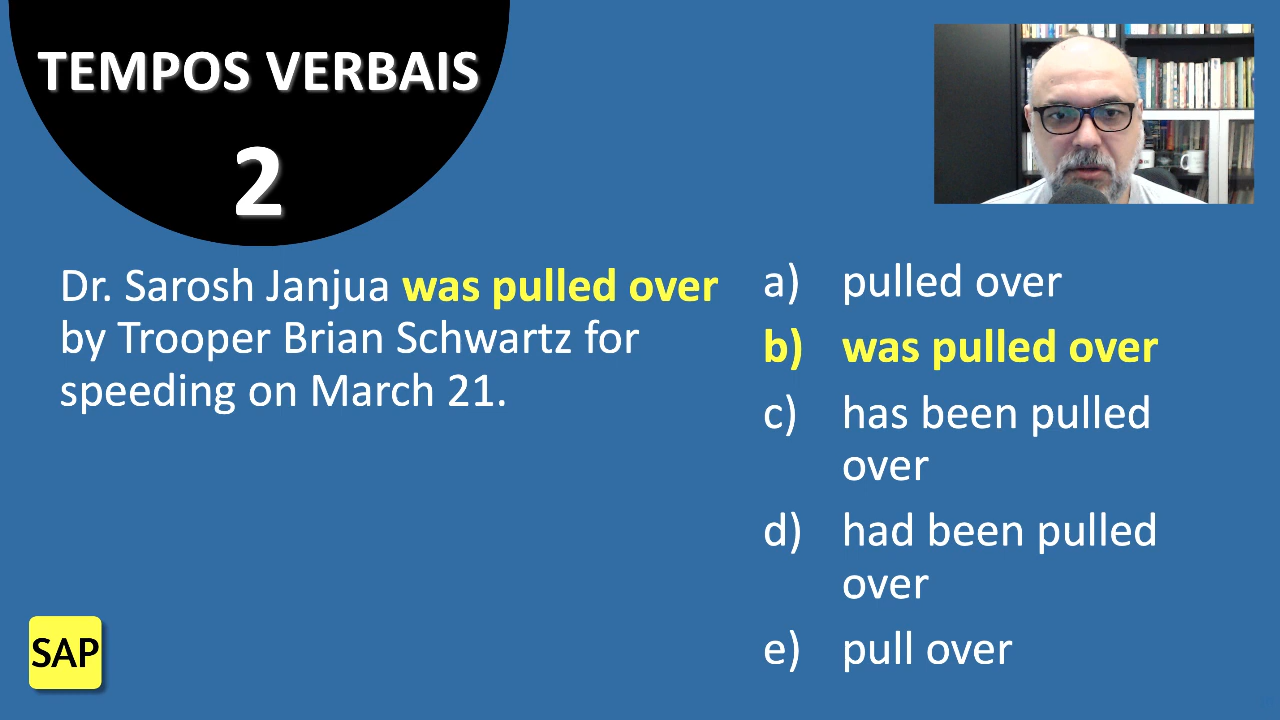 TEMPOS VERBAIS
2
Dr. Sarosh Janjua was pulled over
by Trooper Brian Schwartz for
speeding on March 21.
a) pulled over
b) was pulled over
c) has been pulled
over
d) had been pulled
over
e) pull over
SAP